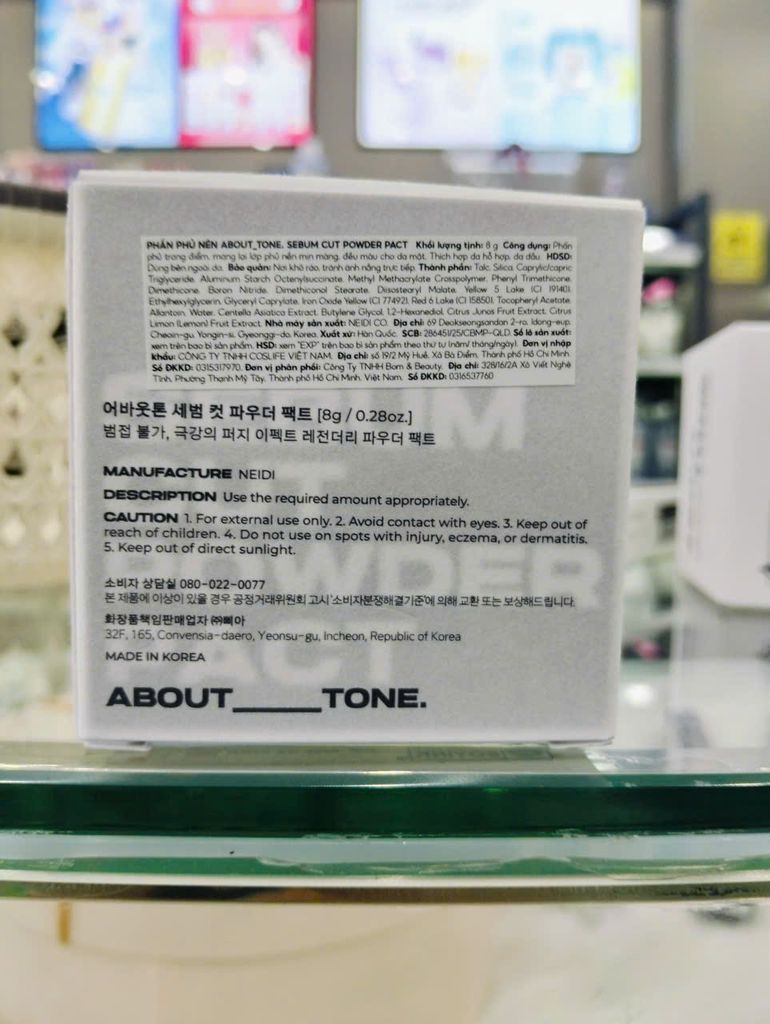 PHẤN PHỦ NÉN ABOUT_TONE. SEBUM CUT POWDER PACT Khối lượng tịnh: 8 g Công dụng: Phấn
phủ trang điểm, mang lại lớp phủ nền mịn màng, đều màu cho da mặt. Thích hợp da hỗ hợp, da dầu. HDSD:
Dùng bên ngoài da. Bảo quản: Nơi khô ráo, tránh ánh nắng trực tiếp. Thành phần: Talc, Silica, Caprylic/capric
Triglyceride, Aluminum Starch Octenylsuccinate, Methyl Methacrylate Crosspolymer, Phenyl Trimethicone,
Dimethicone, Boron Nitride, Dimethiconol Stearate, Diisostearyl Malate, Yellow 5 Lake (CI 19140),
Ethylhexylglycerin, Glyceryl Caprylate, Iron Oxide Yellow (CI 77492), Red 6 Lake (CI 15850), Tocopheryl Acetate,
Allantoin, Water, Centella Asiatica Extract, Butylene Glycol, 1,2-Hexanediol, Citrus Junos Fruit Extract, Citrus
Limon (Lemon) Fruit Extract. Nhà máy sản xuất: NEIDI CO. Địa chỉ: 69 Deokseongsandan 2-ro, Idong-eup,
Cheoin-gu, Yongin-si, Gyeonggi-do, Korea. Xuất xứ: Hàn Quốc. SCB: 286451/25/CBMP-QLD. Số lô sản xuất:
xem trên bao bì sản phẩm. HSD: xem "EXP" trên bao bì sản phẩm theo thứ tự (năm/ tháng/ngày). Đơn vị nhập
khẩu: CÔNG TY TNHH COSLIFE VIỆT NAM. Địa chỉ: số 19/2 Mỹ Huề, Xã Bà Điểm, Thành phố Hồ Chí Minh.
Số ĐKKD: 0315317970. Đơn vị phân phối: Công Ty TNHH Born & Beauty. Địa chỉ: 328/16/2A Xô Viết Nghệ
Tĩnh, Phường Thạnh Mỹ Tây, Thành phố Hồ Chí Minh, Việt Nam. Số ĐKKD: 0316537760
어바웃톤 세범 컷 파우더 팩트 [8g / 0.28oz.]
범접 불가, 극강의 퍼지 이펙트 레전더리 파우더 팩트
MANUFACTURE NEIDI
DESCRIPTION Use the required amount appropriately.
CAUTION 1. For external use only. 2. Avoid contact with eyes. 3. Keep out of
reach of children. 4. Do not use on spots with injury, eczema, or dermatitis.
5. Keep out of direct sunlight.
POWDER
PACT
소비자 상담실 080-022-0077
본 제품에 이상이 있을 경우 공정거래위원회 고시 '소비자분쟁해결기준'에 의해 교환 또는 보상해드립니다.
화장품책임판매업자 ㈜삐아
32F, 165, Convensia-daero, Yeonsu-gu, Incheon, Republic of Korea
MADE IN KOREA
ABOUT_____TONE.